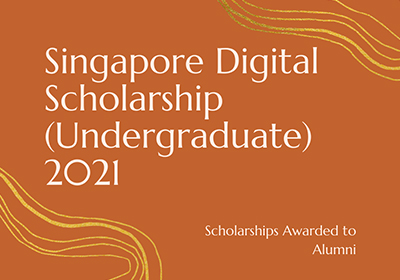 Singapore Digital
Scholarship
(Undergraduate)
2021
Scholarships Awarded to
Alumni